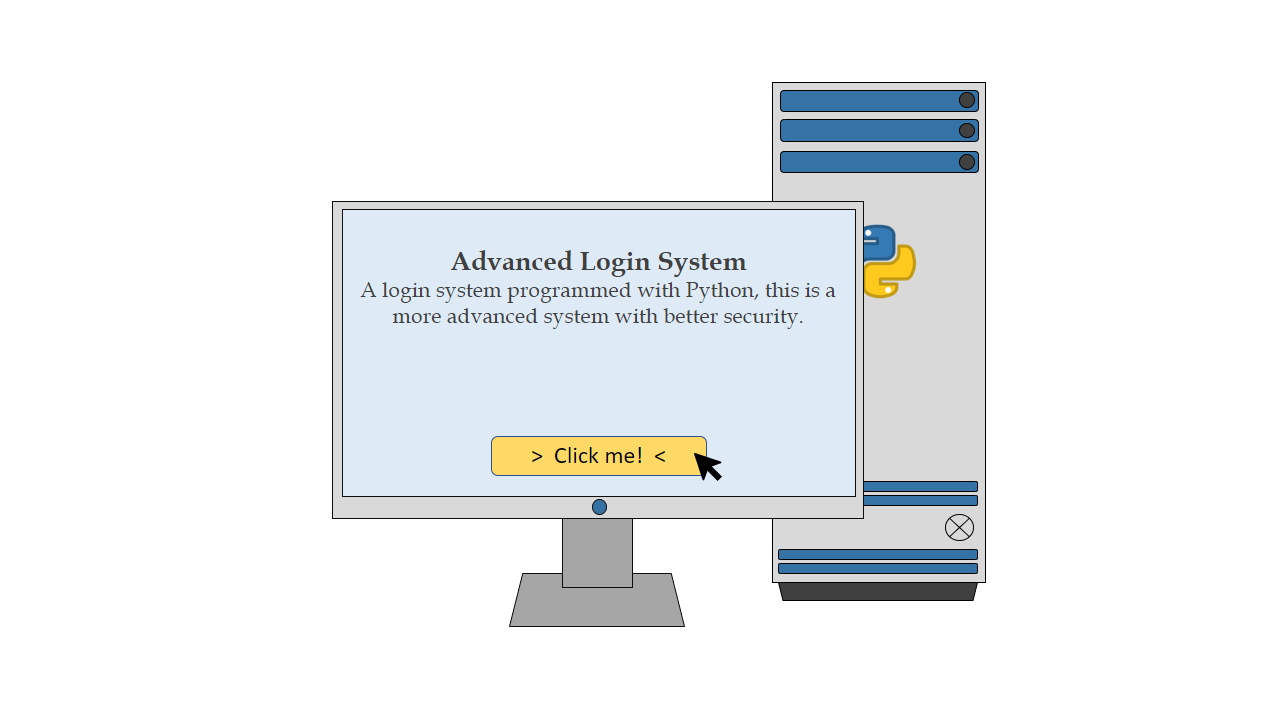 Advanced Login System
A login system programmed with Python, this is a
more advanced system with better security.
> Click me! <